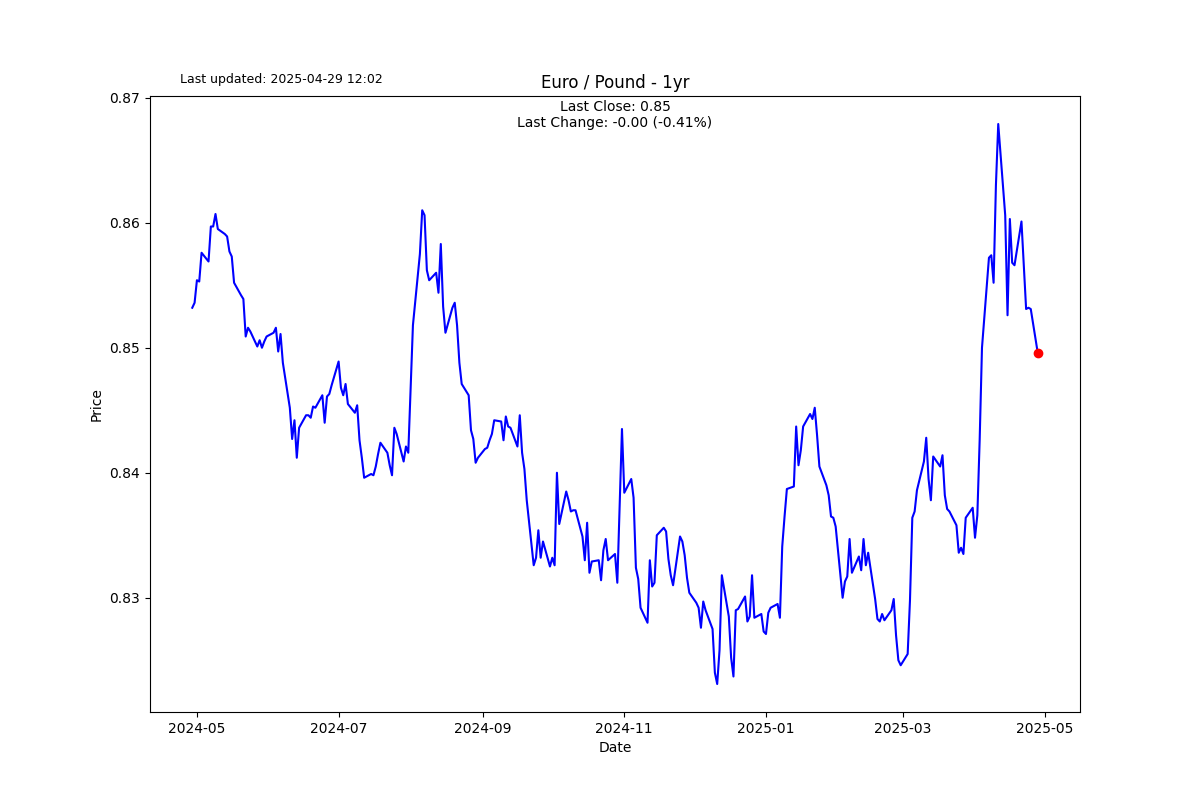 Last updated: 2025-04-29 12:02
Euro / Pound - 1yr
Last Close: 0.85
Last Change: -0.00 (-0.41%)
0.87
0.86
0.85
0.84
0.83
Price
2024-05
2024-07
2024-09
2024-11
2025-01
2025-03
2025-05
Date